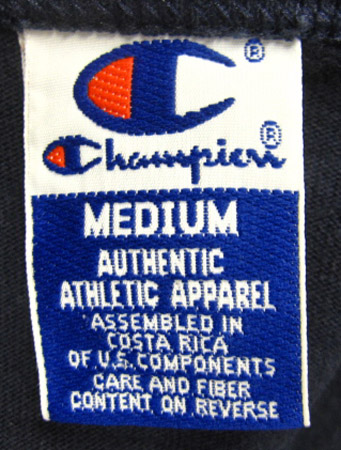 ®
Champion®
MEDIUM
AUTHENTIC
ATHLETIC APPAREL
ASSEMBLED IN
COSTA RICA
OF U.S. COMPONENTS
CARE AND FIBER
CONTENT ON REVERSE